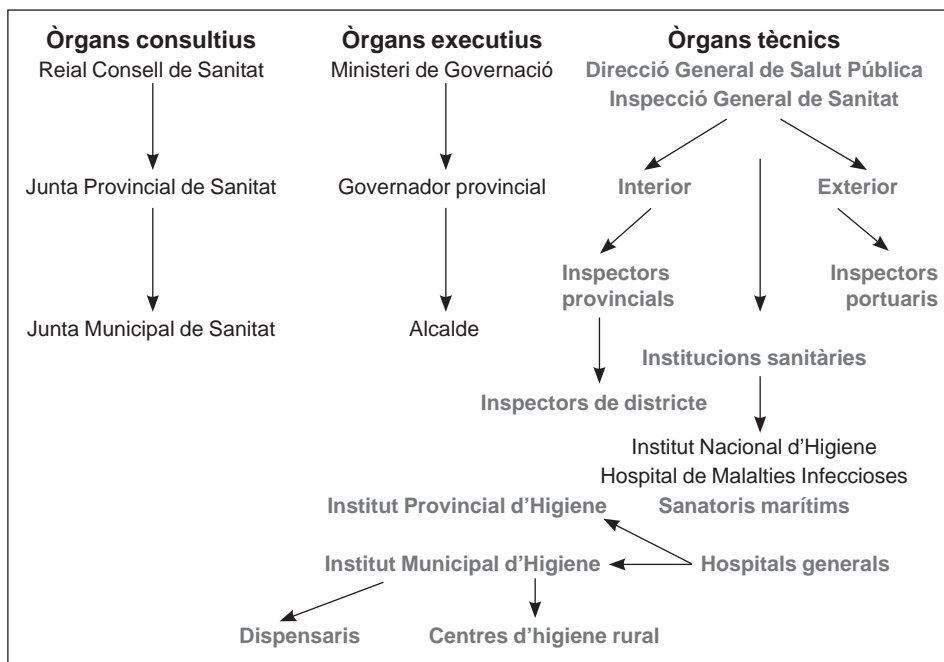 Òrgans consultius
Reial Consell de Sanitat
Junta Provincial de Sanitat
Junta Municipal de Sanitat
Òrgans executius
Ministeri de Governació
Governador provincial
Alcalde
Òrgans tècnics
Direcció General de Salut Pública
Inspecció General de Sanitat
Interior
Exterior
Inspectors
provincials
Inspectors
portuaris
Institucions sanitàries
Inspectors de districte
Institut Nacional d’Higiene
Hospital de Malalties Infeccioses
Institut Provincial d’Higiene
Sanatoris marítims
Institut Municipal d’Higiene
Hospitals generals
Dispensaris
Centres d’higiene rural